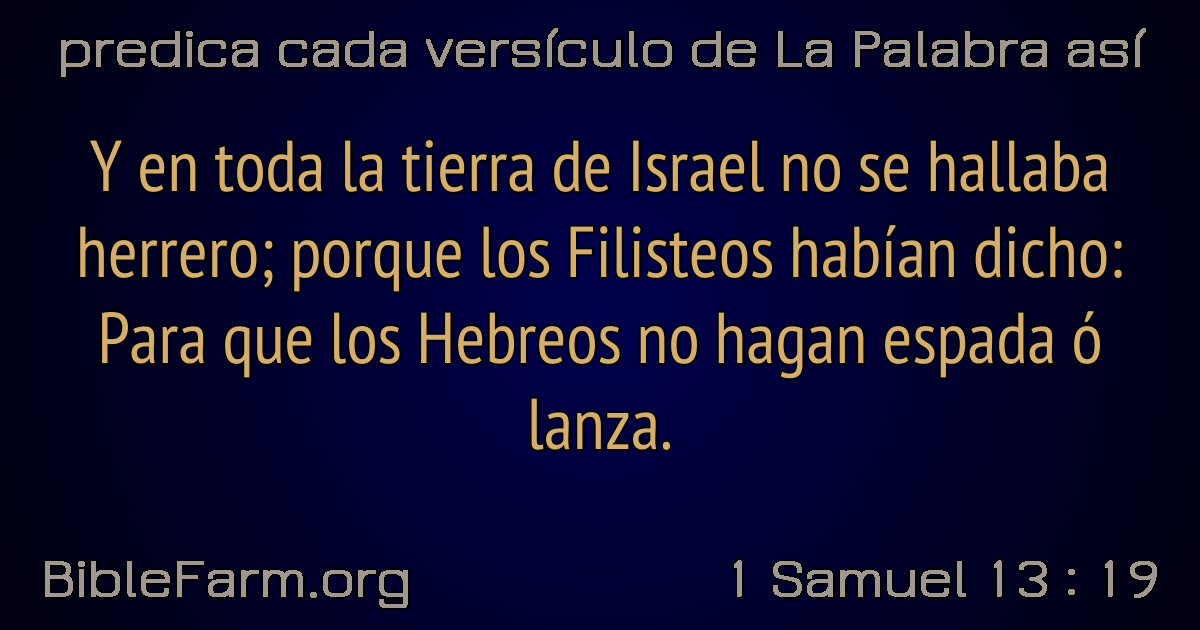 predica cada versículo de La Palabra así
Y en toda la tierra de Israel no se hallaba
herrero; porque los Filisteos habían dicho:
Para que los Hebreos no hagan espada ó
lanza.
BibleFarm.org
1 Samuel 13 : 19